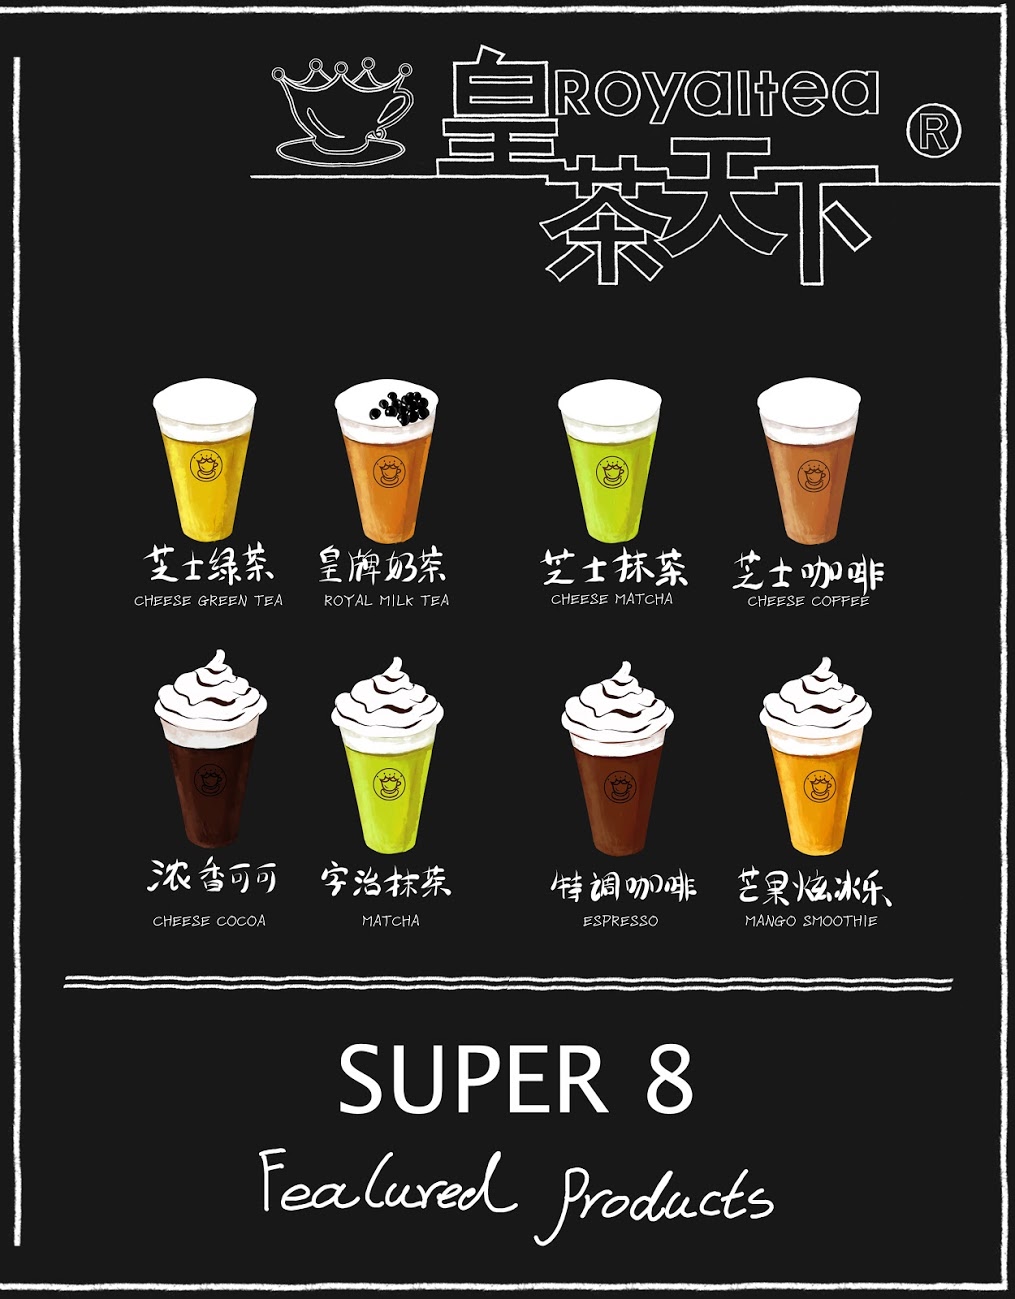 皇Royaltea®
茶天下
芝士绿茶 皇牌奶茶 芝士抹茶 芝士咖啡
CHEESE GREEN TEA ROYAL MILK TEA CHEESE MATCHA CHEESE COFFEE
浓香可可 宇治抹茶 特调咖啡 芒果炫冰乐
CHEESE COCOA MATCHA ESPRESSO MANGO SMOOTHIE
SUPER 8
Featured Products